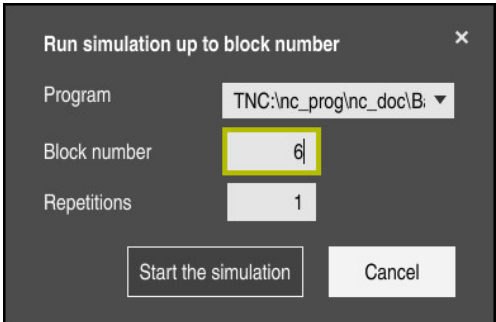 Run simulation up to block number ×
Program TNC:\nc_prog\nc_doc\B
Block number 6
Repetitions 1
Start the simulation Cancel